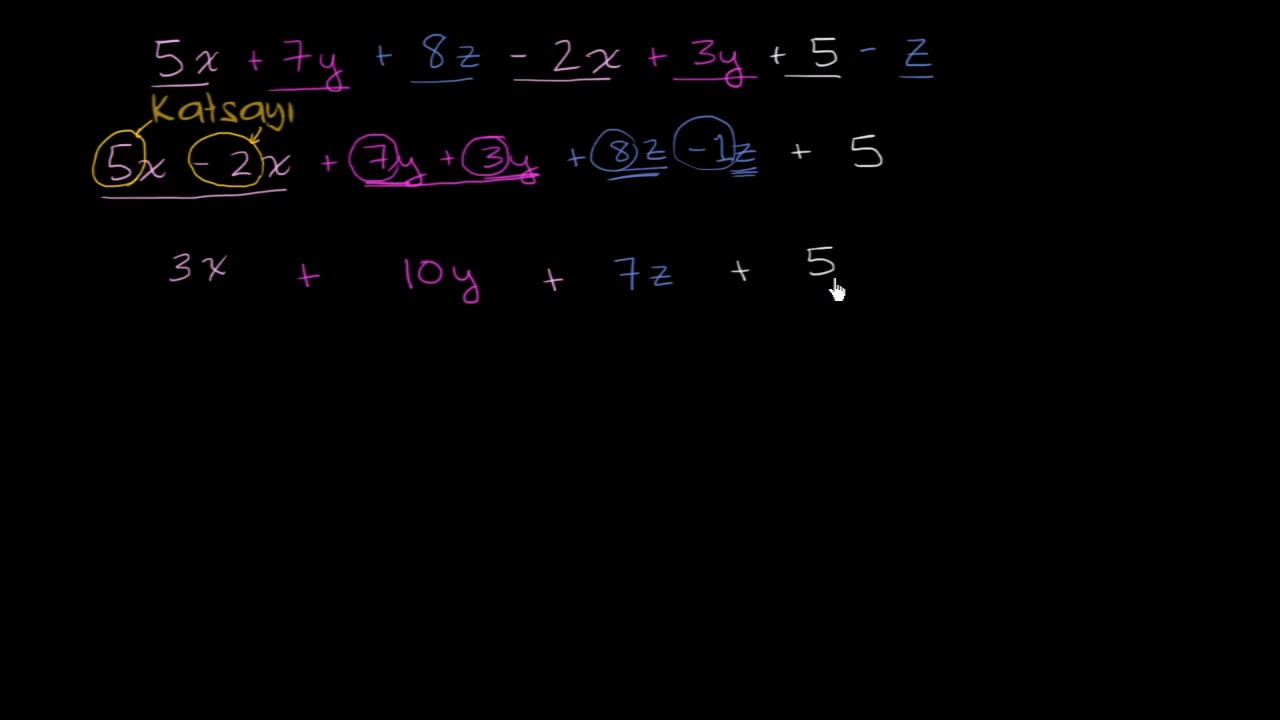 5x + 7y + 8z - 2x + 3y + 5 - z
Katsayı
5x - 2x + 7y + 3y + 8z - 1z + 5
3x + 10y + 7z + 5